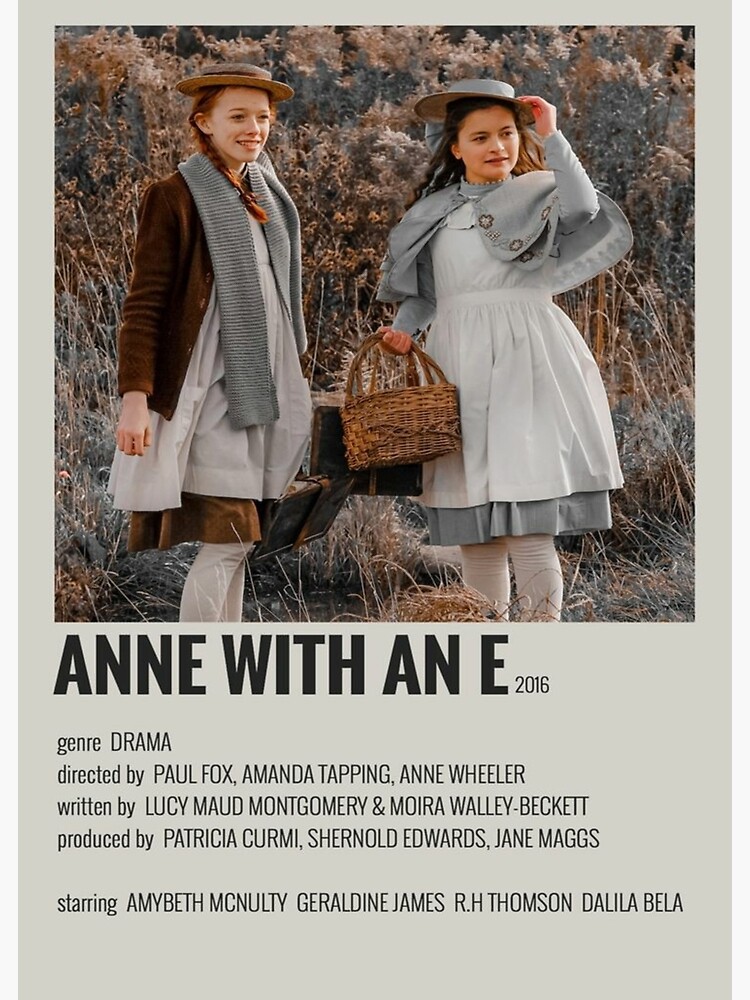 ANNE WITH AN E 2016
genre DRAMA
directed by PAUL FOX, AMANDA TAPPING, ANNE WHEELER
written by LUCY MAUD MONTGOMERY & MOIRA WALLEY-BECKETT
produced by PATRICIA CURMI, SHERNOLD EDWARDS, JANE MAGGS
starring AMYBETH MCNULTY GERALDINE JAMES R.H THOMSON DALILA BELA